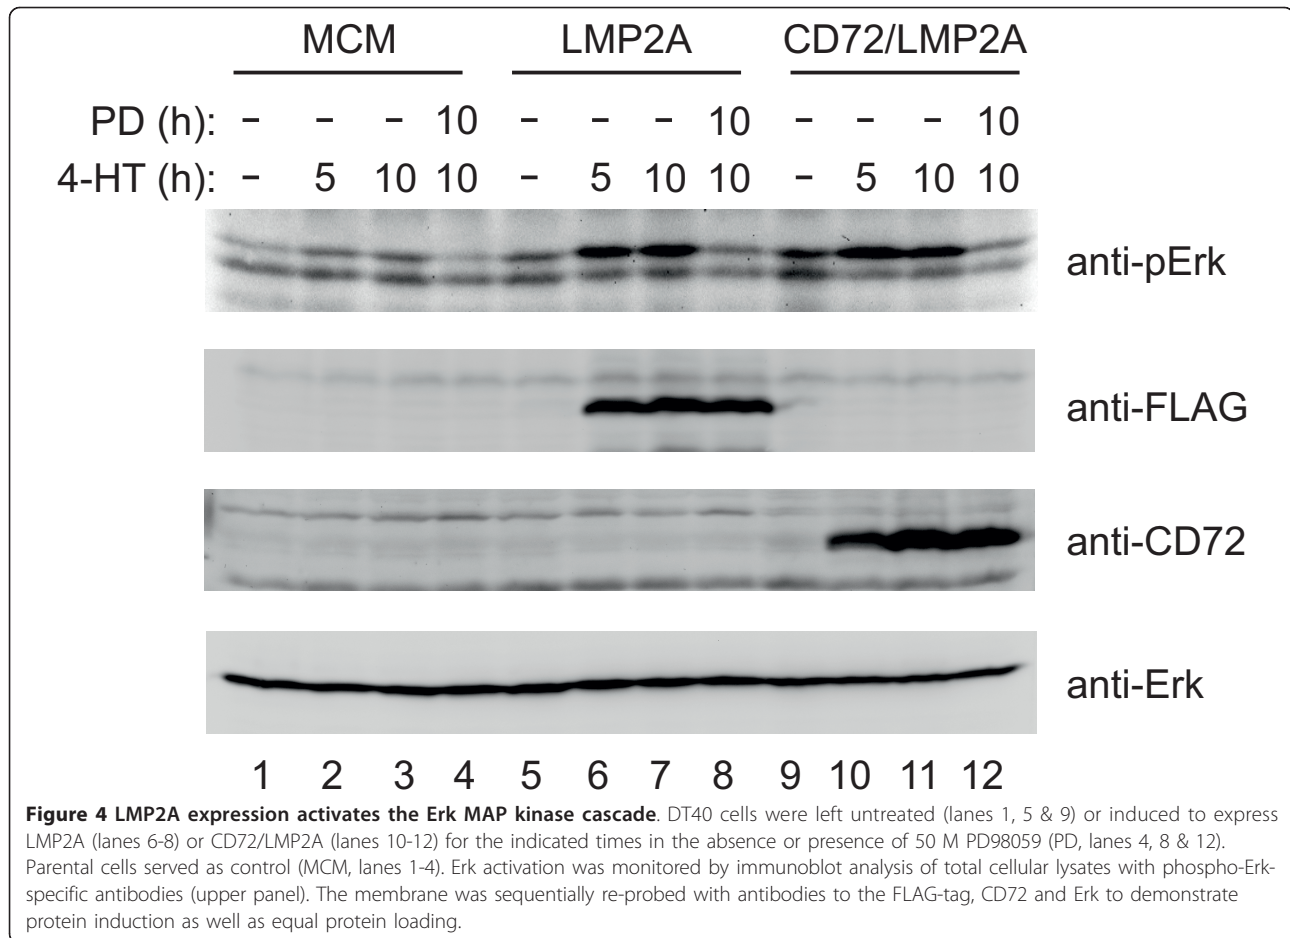 MCM LMP2A CD72/LMP2A
PD (h): – – – 10 – – – 10 – – – 10
4-HT (h): – 5 10 10 – 5 10 10 – 5 10 10
anti-pErk
anti-FLAG
anti-CD72
anti-Erk
1 2 3 4 5 6 7 8 9 10 11 12
Figure 4 LMP2A expression activates the Erk MAP kinase cascade. DT40 cells were left untreated (lanes 1, 5 & 9) or induced to express
LMP2A (lanes 6-8) or CD72/LMP2A (lanes 10-12) for the indicated times in the absence or presence of 50 M PD98059 (PD, lanes 4, 8 & 12).
Parental cells served as control (MCM, lanes 1-4). Erk activation was monitored by immunoblot analysis of total cellular lysates with phospho-Erk-
specific antibodies (upper panel). The membrane was sequentially re-probed with antibodies to the FLAG-tag, CD72 and Erk to demonstrate
protein induction as well as equal protein loading.